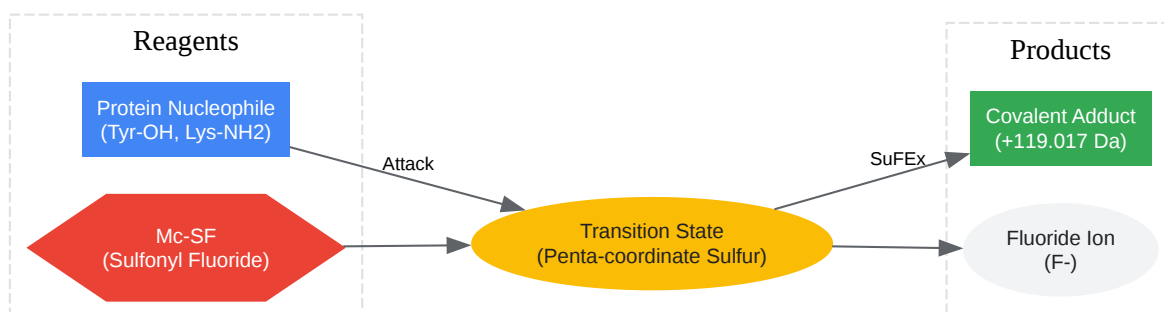 Reagents
Protein Nucleophile
(Tyr-OH, Lys-NH2)
Mc-SF
(Sulfonyl Fluoride)
Attack
Transition State
(Penta-coordinate Sulfur)
SuFEx
Products
Covalent Adduct
(+119.017 Da)
Fluoride Ion
(F-)